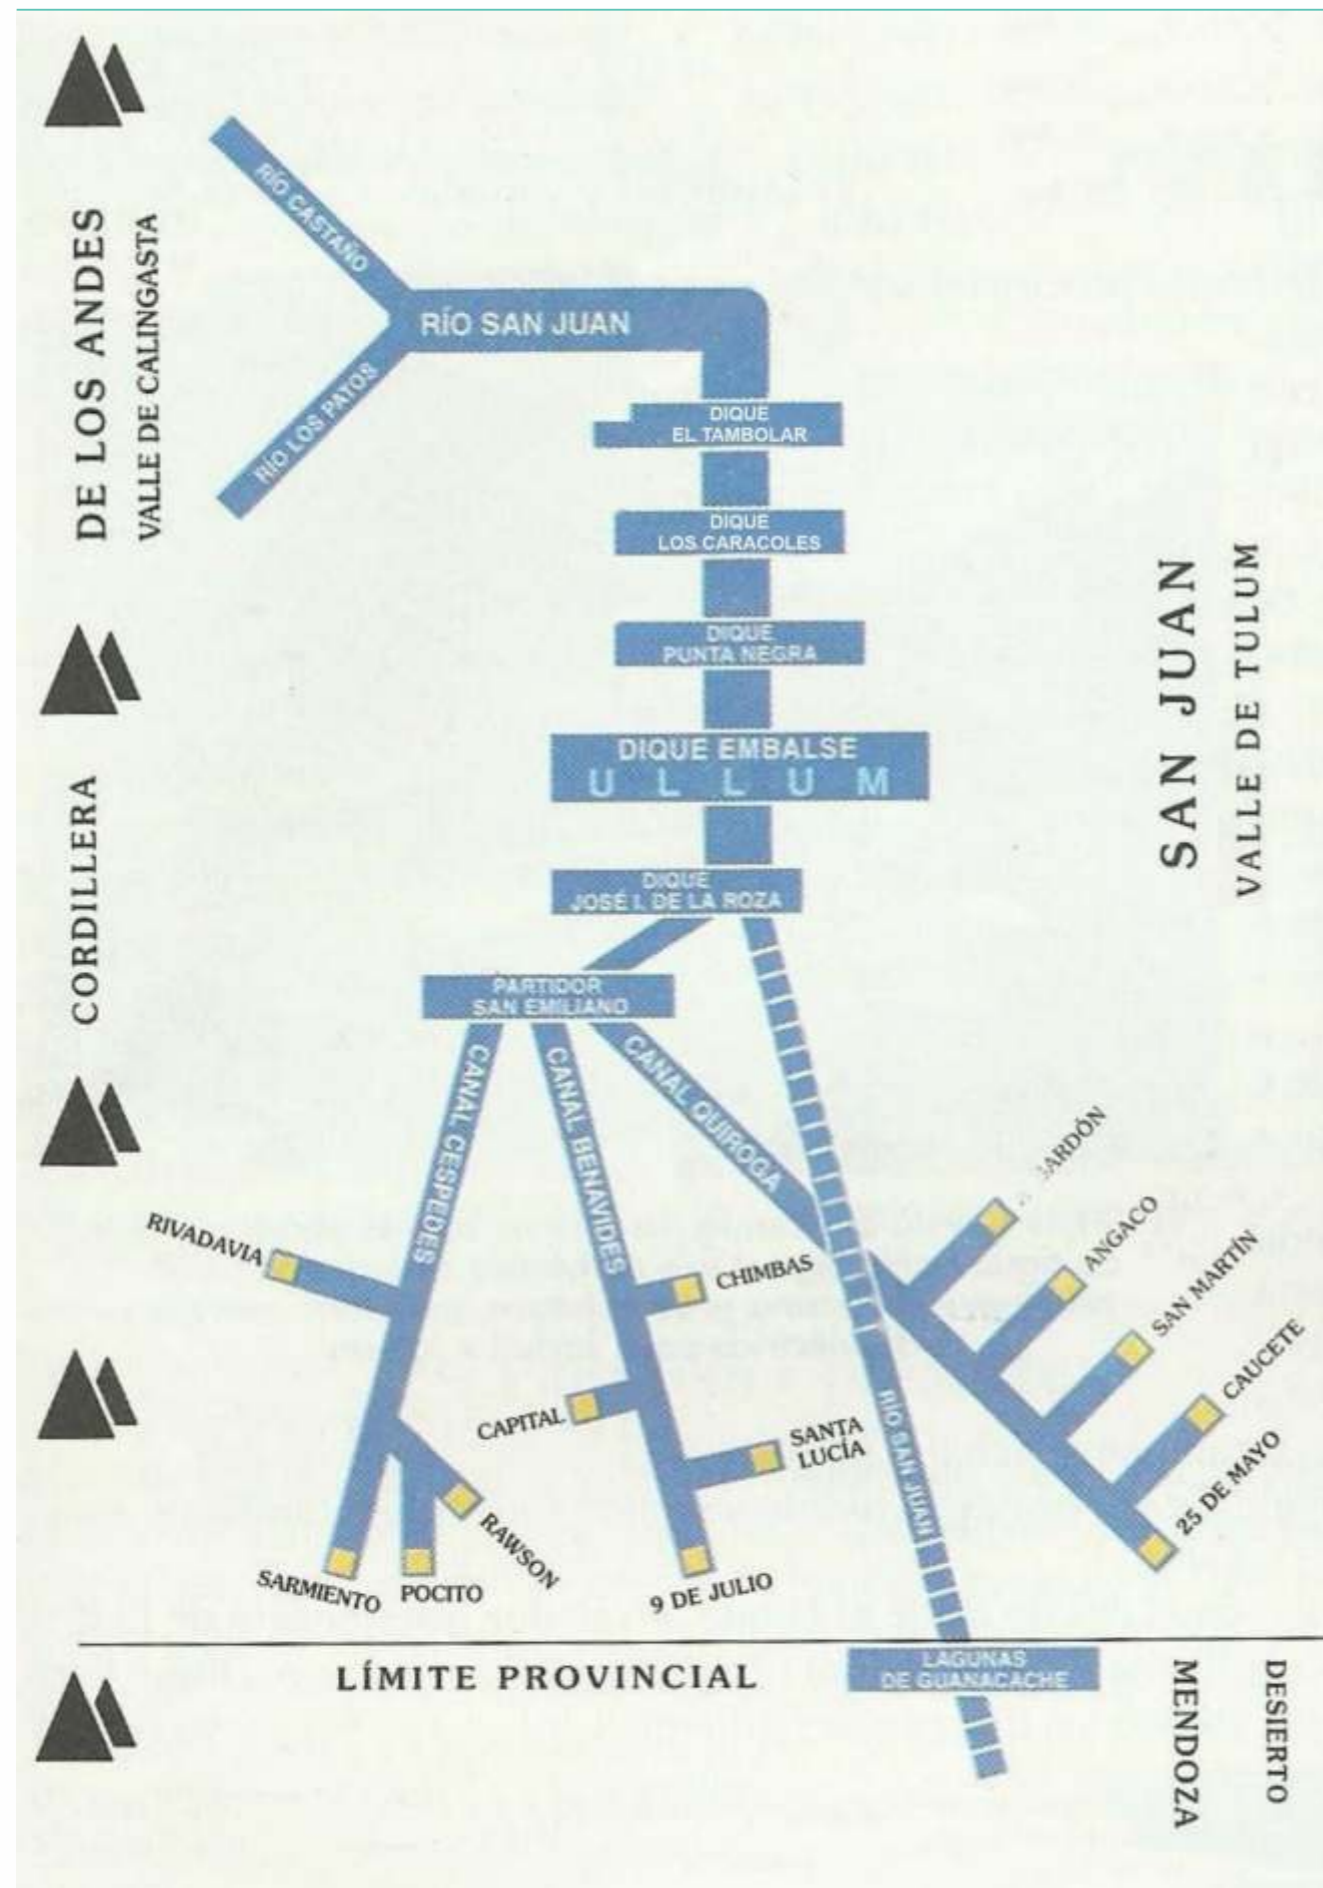 DE LOS ANDES
VALLE DE CALINGASTA
CORDILLERA
RÍO CASTAÑO
RÍO LOS PATOS
RÍO SAN JUAN
DIQUE
EL TAMBOLAR
DIQUE
LOS CARACOLES
DIQUE
PUNTA NEGRA
DIQUE EMBALSE
ULLUM
DIQUE
JOSÉ I. DE LA ROZA
SAN JUAN
VALLE DE TULUM
PARTIDOR
SAN EMILIANO
CANAL CESPEDES
CANAL BENAVIDES
CANAL QUIROGA
RIVADAVIA
SARMIENTO
POCITO
RAWSON
CHIMBAS
CAPITAL
SANTA
LUCÍA
9 DE JULIO
RÍO SAN JUAN
ANGACO
SAN MARTÍN
CAUCETE
25 DE MAYO
LÍMITE PROVINCIAL
LAGUNAS
DE GUANACACHE
MENDOZA
DESIERTO